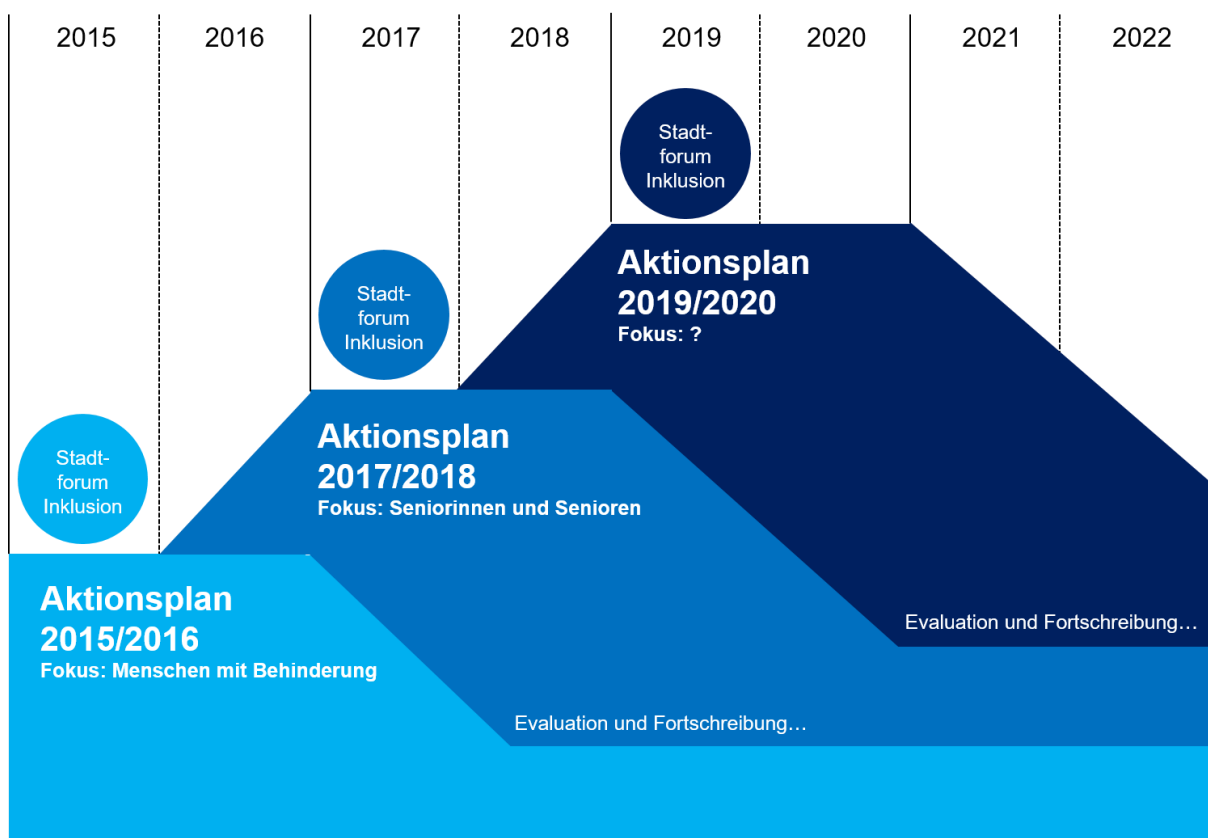 2015 2016 2017 2018 2019 2020 2021 2022
Stadt-
forum
Inklusion
Aktionsplan
2019/2020
Fokus: ?
Stadt-
forum
Inklusion
Aktionsplan
2017/2018
Fokus: Seniorinnen und Senioren
Stadt-
forum
Inklusion
Aktionsplan
2015/2016
Fokus: Menschen mit Behinderung
Evaluation und Fortschreibung…
Evaluation und Fortschreibung…